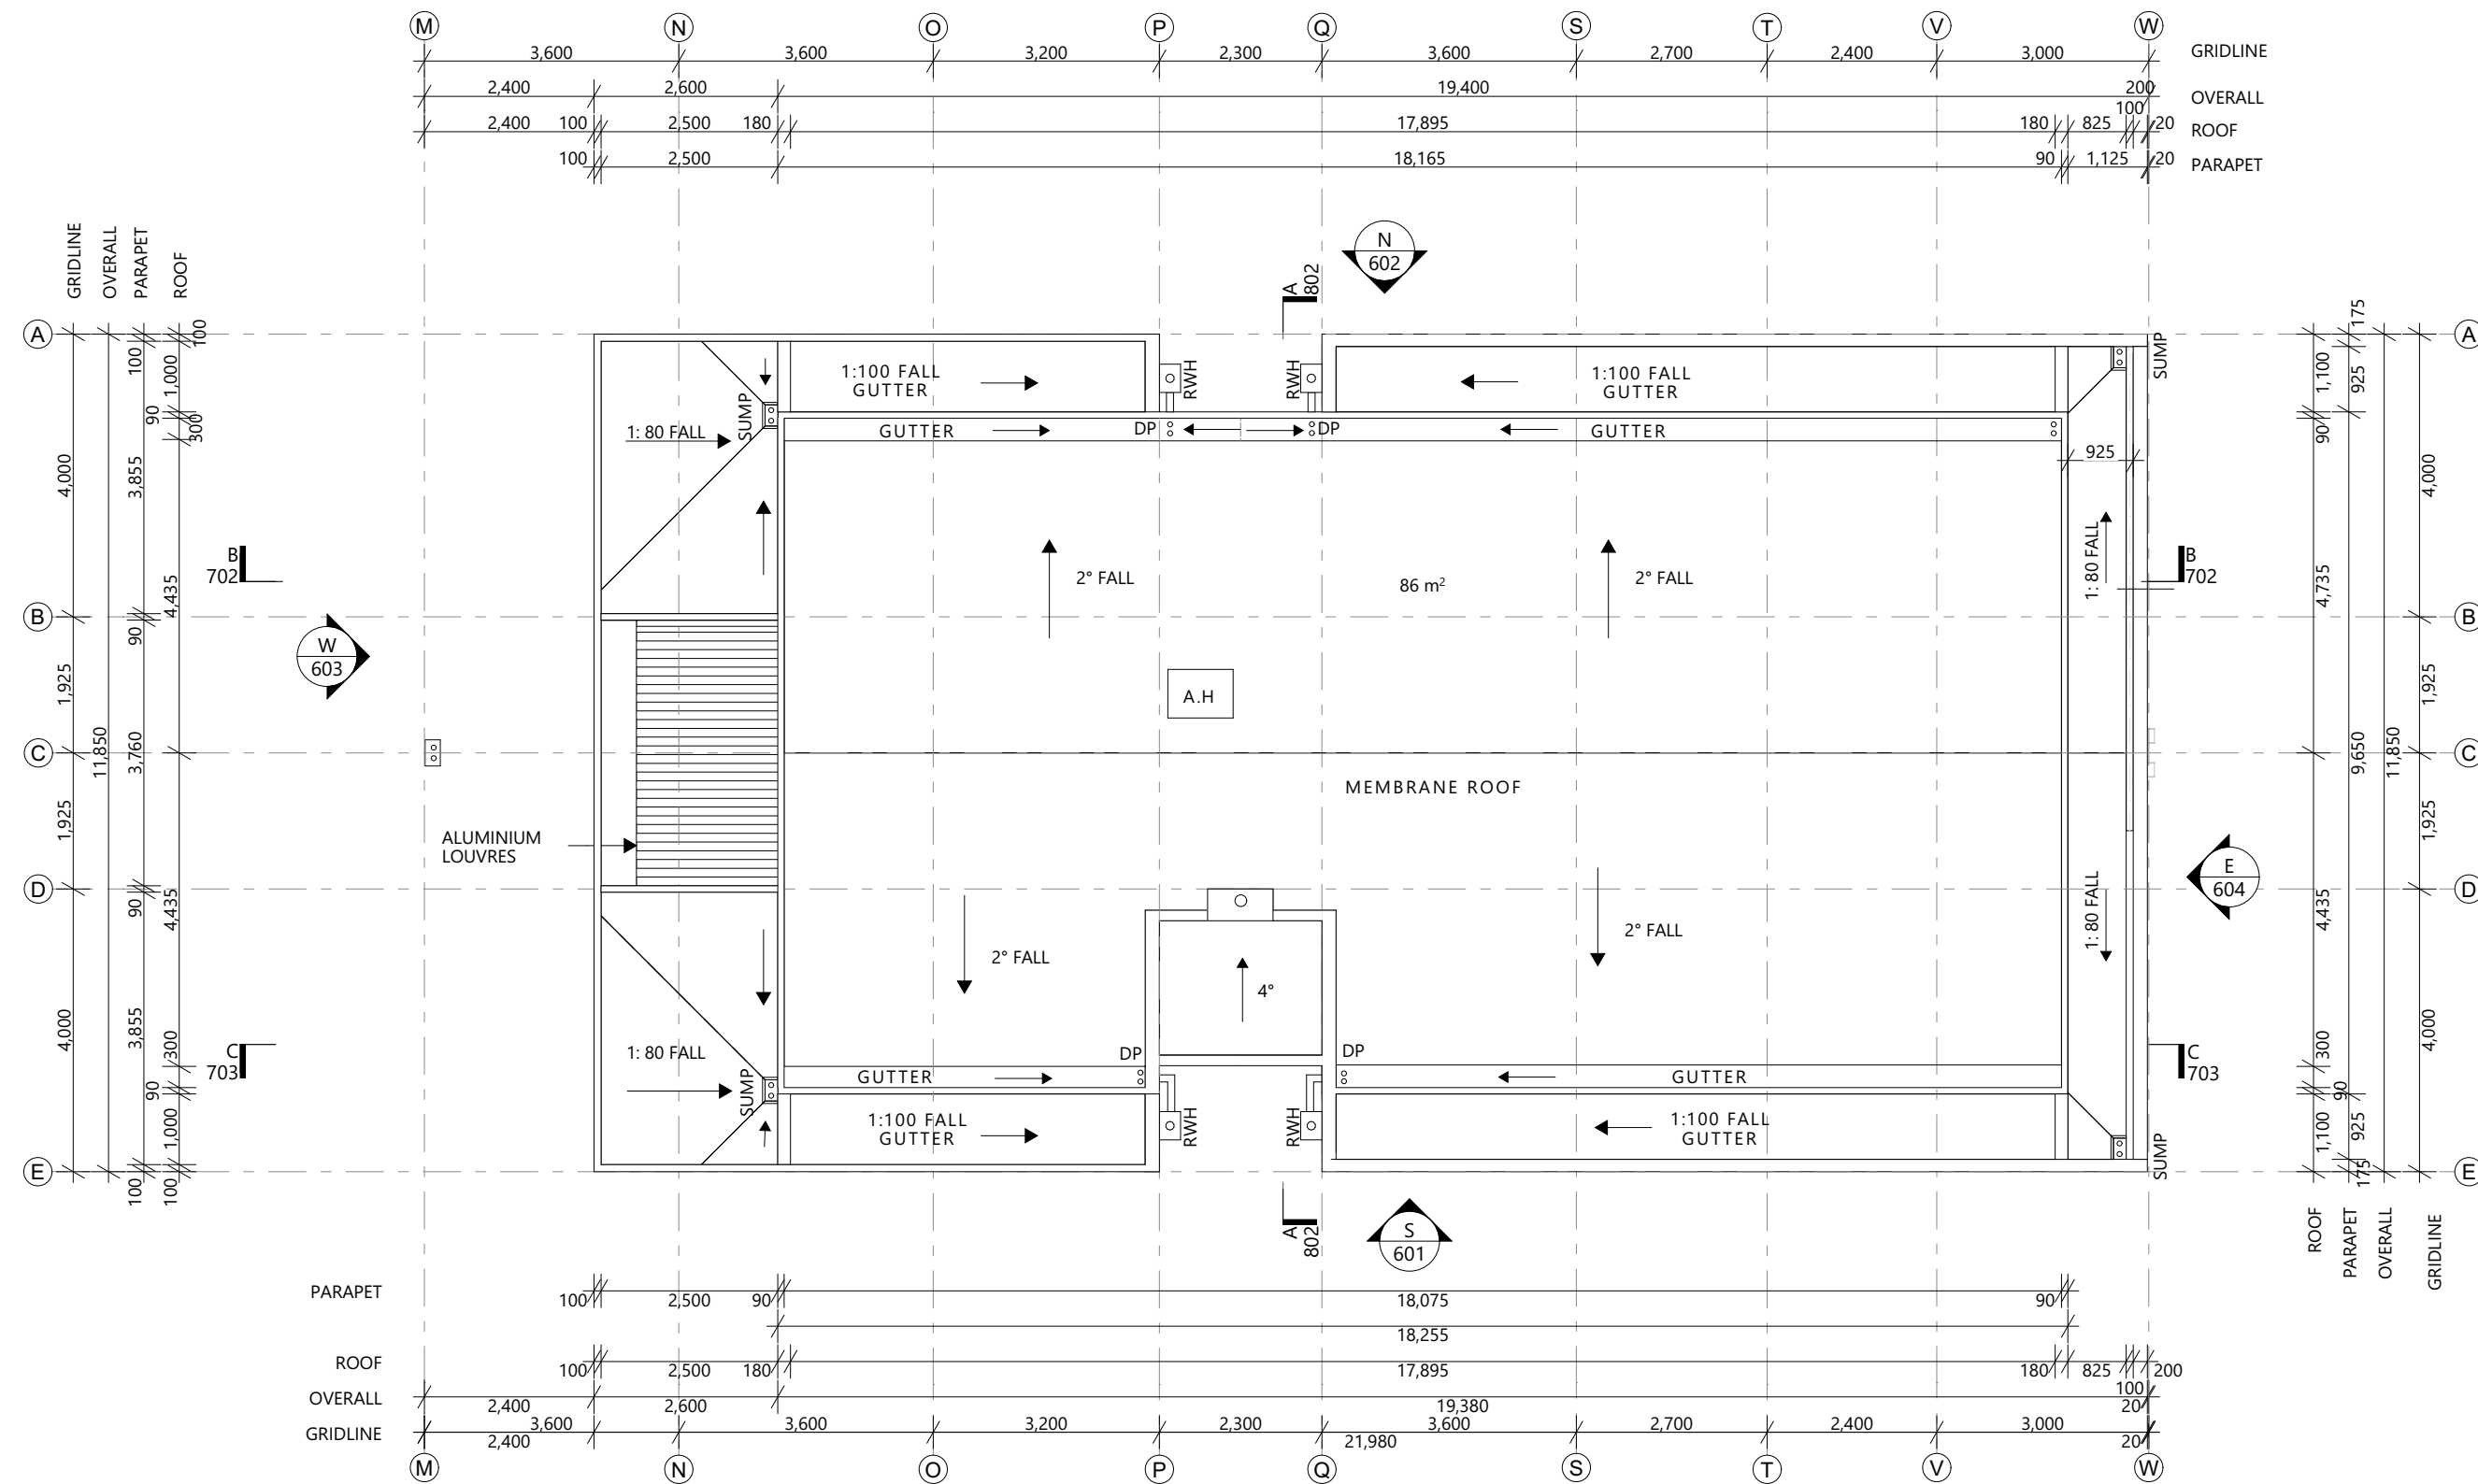 M N O P Q S T V W
3,600 3,600 3,200 2,300 3,600 2,700 2,400 3,000 GRIDLINE
2,400 2,600 19,400 200 OVERALL
100
2,400 100 2,500 180 17,895 180 825 20 ROOF
100 2,500 18,165 90 1,125 20 PARAPET
GRIDLINE
OVERALL
PARAPET
ROOF
N
602
A
802
A
4,000
B
1,925
C
1,925
D
4,000
E
11,850
100
3,855
90
3,760
90
3,855
100
100
1,000
90
300
4,435
4,435
300
90
1,000
100
B
702
W
603
C
703
1:100 FALL
GUTTER
RWH
RWH
1:100 FALL
GUTTER
SUMP
SUMP
1: 80 FALL
GUTTER
DP
DP
GUTTER
925
2° FALL
86 m²
2° FALL
1: 80 FALL
A.H
MEMBRANE ROOF
ALUMINIUM
LOUVRES
2° FALL
4°
2° FALL
1: 80 FALL
1: 80 FALL
SUMP
DP
DP
GUTTER
GUTTER
1:100 FALL
GUTTER
RWH
RWH
1:100 FALL
GUTTER
SUMP
B
702
E
604
C
703
1,100
90
4,735
4,435
300
90
1,100
175
925
9,650
925
175
11,850
A
4,000
B
1,925
C
1,925
D
4,000
E
ROOF
PARAPET
OVERALL
GRIDLINE
A
802
S
601
PARAPET 100 2,500 90 18,075 90
18,255
ROOF 100 2,500 180 17,895 180 825 200
OVERALL 2,400 2,600 19,380 100
20
GRIDLINE 3,600 3,600 3,200 2,300 3,600 2,700 2,400 3,000
2,400 21,980 20
M N O P Q S T V W